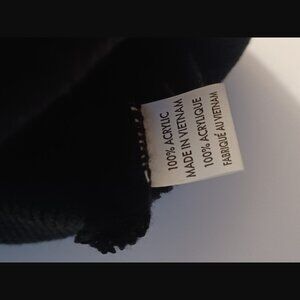 100% ACRYLIC
MADE IN VIETNAM
100% ACRYLIQUE
FABRIQUÉ AU VIETNAM